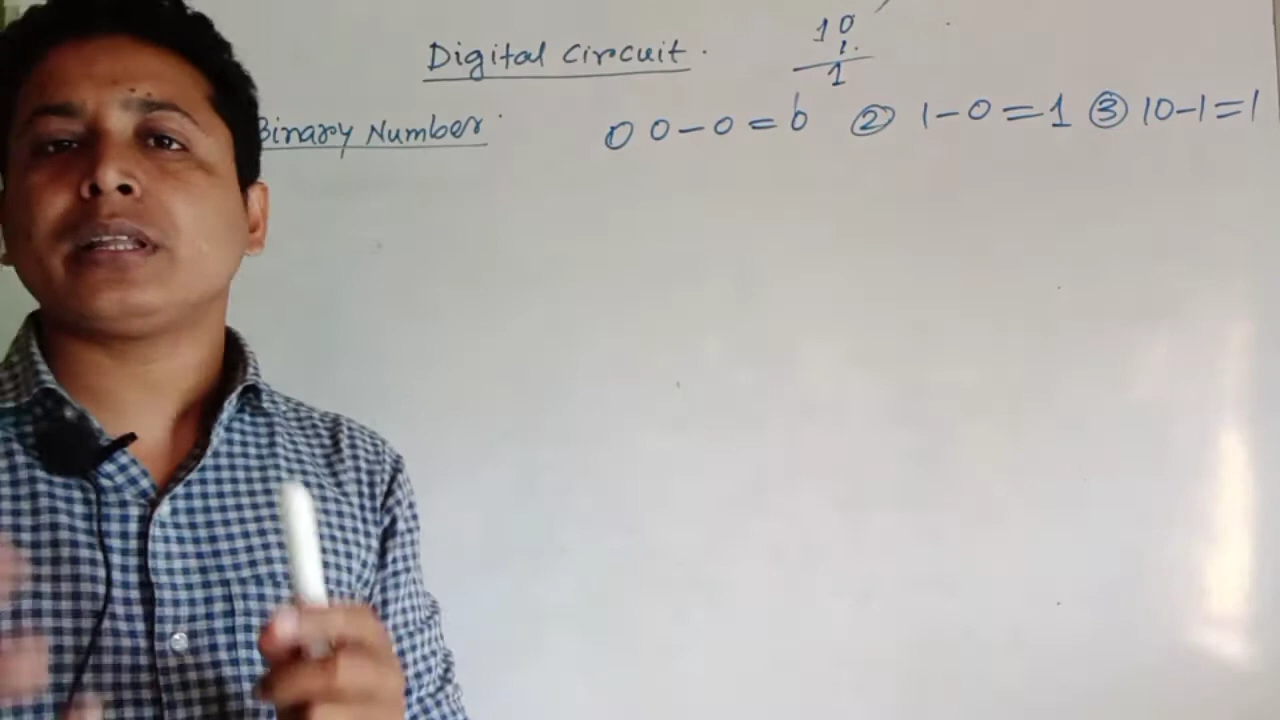 Digital Circuit.
10
1.
1
Binary Number
① 0-0=0 ② 1-0=1 ③ 10-1=1